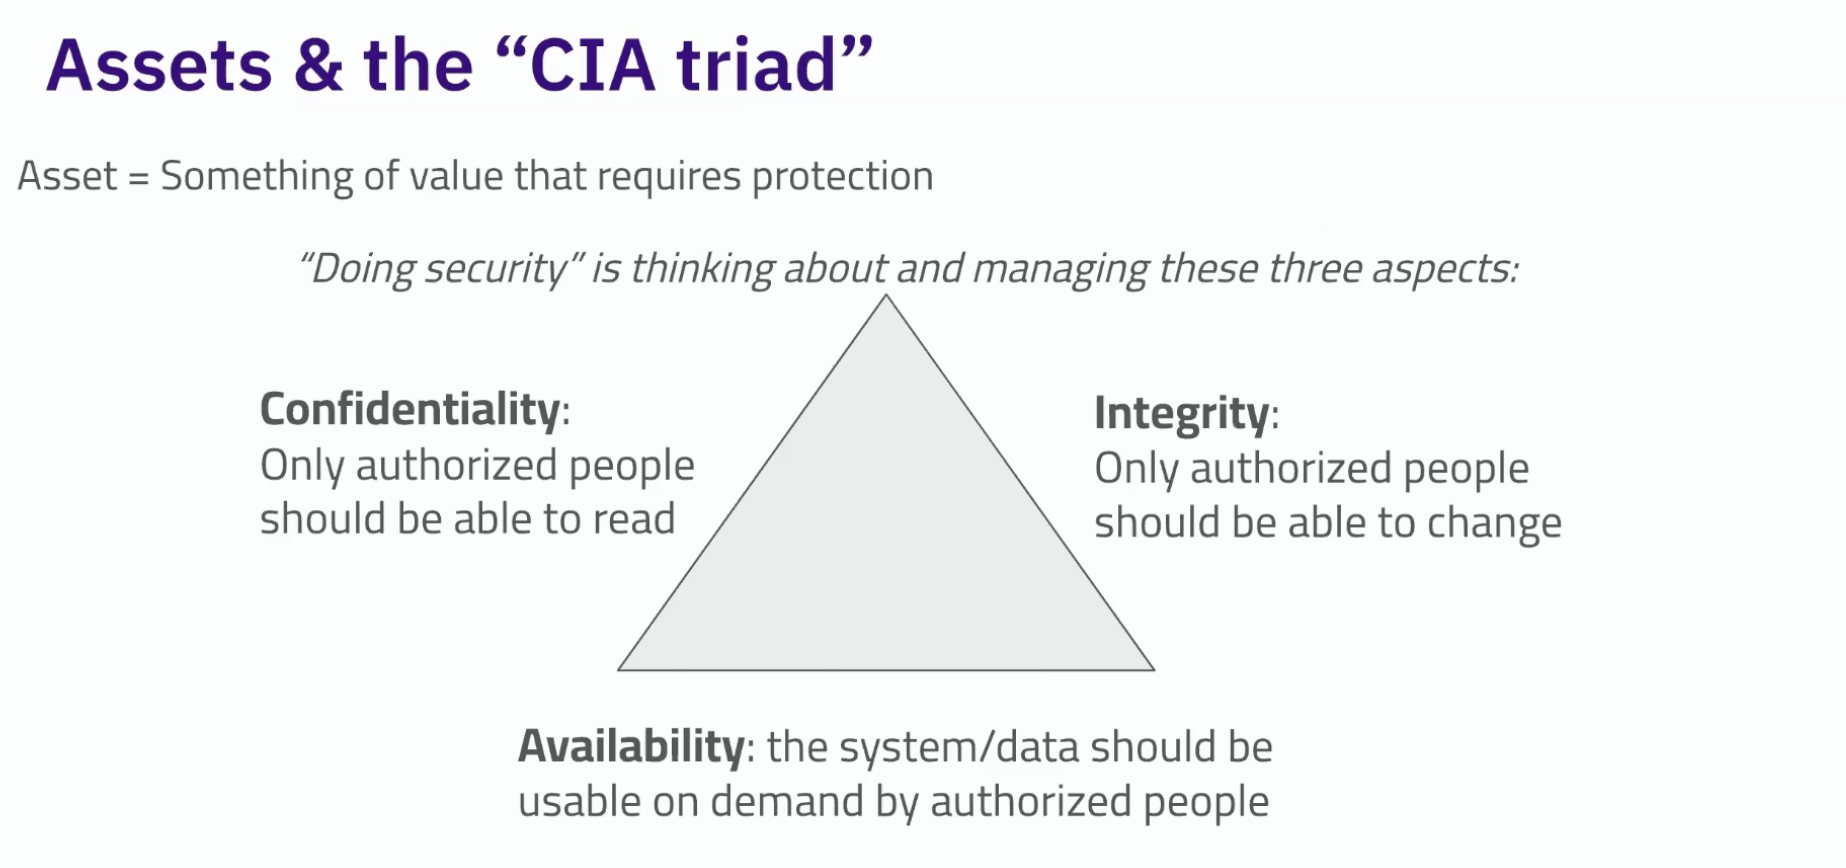 Assets & the “CIA triad”
Asset = Something of value that requires protection
“Doing security” is thinking about and managing these three aspects:
Confidentiality:
Only authorized people
should be able to read
Integrity:
Only authorized people
should be able to change
Availability: the system/data should be
usable on demand by authorized people